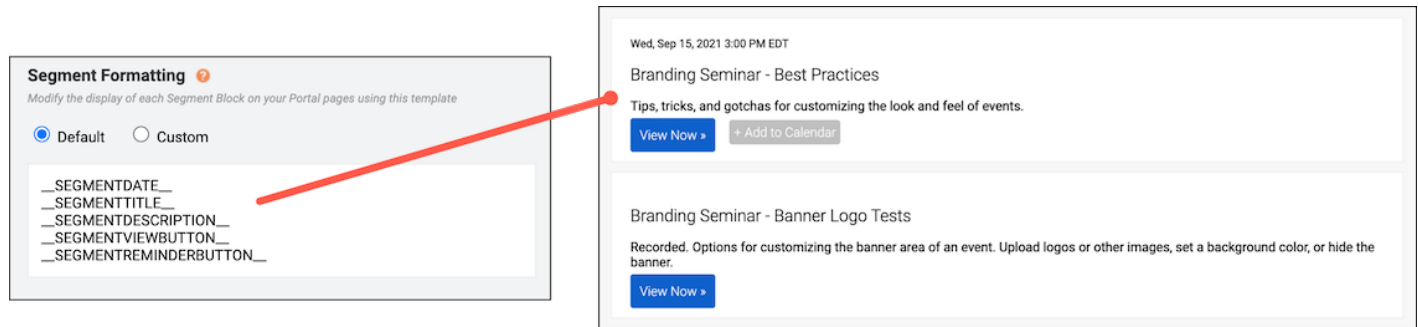 Segment Formatting ?
Modify the display of each Segment Block on your Portal pages using this template
Default Custom
__SEGMENTDATE__
__SEGMENTTITLE__
__SEGMENTDESCRIPTION__
__SEGMENTVIEWBUTTON__
__SEGMENTREMINDERBUTTON__
Wed, Sep 15, 2021 3:00 PM EDT
Branding Seminar - Best Practices
Tips, tricks, and gotchas for customizing the look and feel of events.
View Now » + Add to Calendar
Branding Seminar - Banner Logo Tests
Recorded. Options for customizing the banner area of an event. Upload logos or other images, set a background color, or hide the
banner.
View Now »